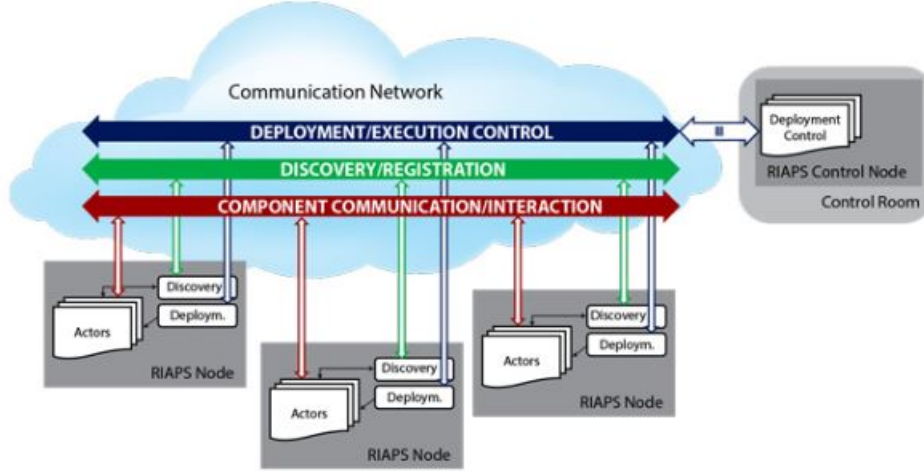 Communication Network
DEPLOYMENT/EXECUTION CONTROL
DISCOVERY/REGISTRATION
COMPONENT COMMUNICATION/INTERACTION
Deployment
Control
RIAPS Control Node
Control Room
Discovery
Deploym.
Actors
RIAPS Node
Discovery
Deploym.
Actors
RIAPS Node
Discovery
Deploym.
Actors
RIAPS Node